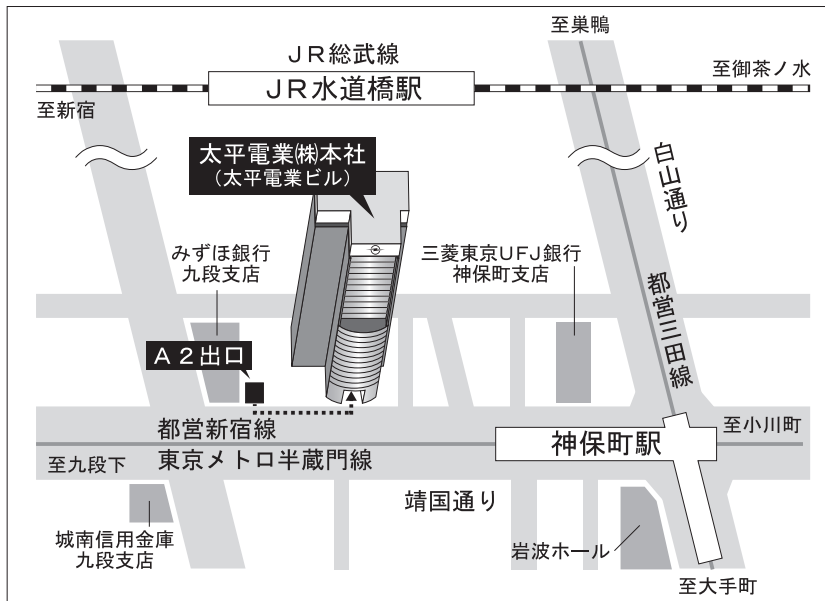 至巣鴨
JR総武線
JR水道橋駅
至御茶ノ水
至新宿
太平電業㈱本社
(太平電業ビル)
白山通り
みずほ銀行
九段支店
三菱東京UFJ銀行
神保町支店
都営三田線
A2出口
都営新宿線
東京メトロ半蔵門線
神保町駅
至小川町
至九段下
靖国通り
城南信用金庫
九段支店
岩波ホール
至大手町